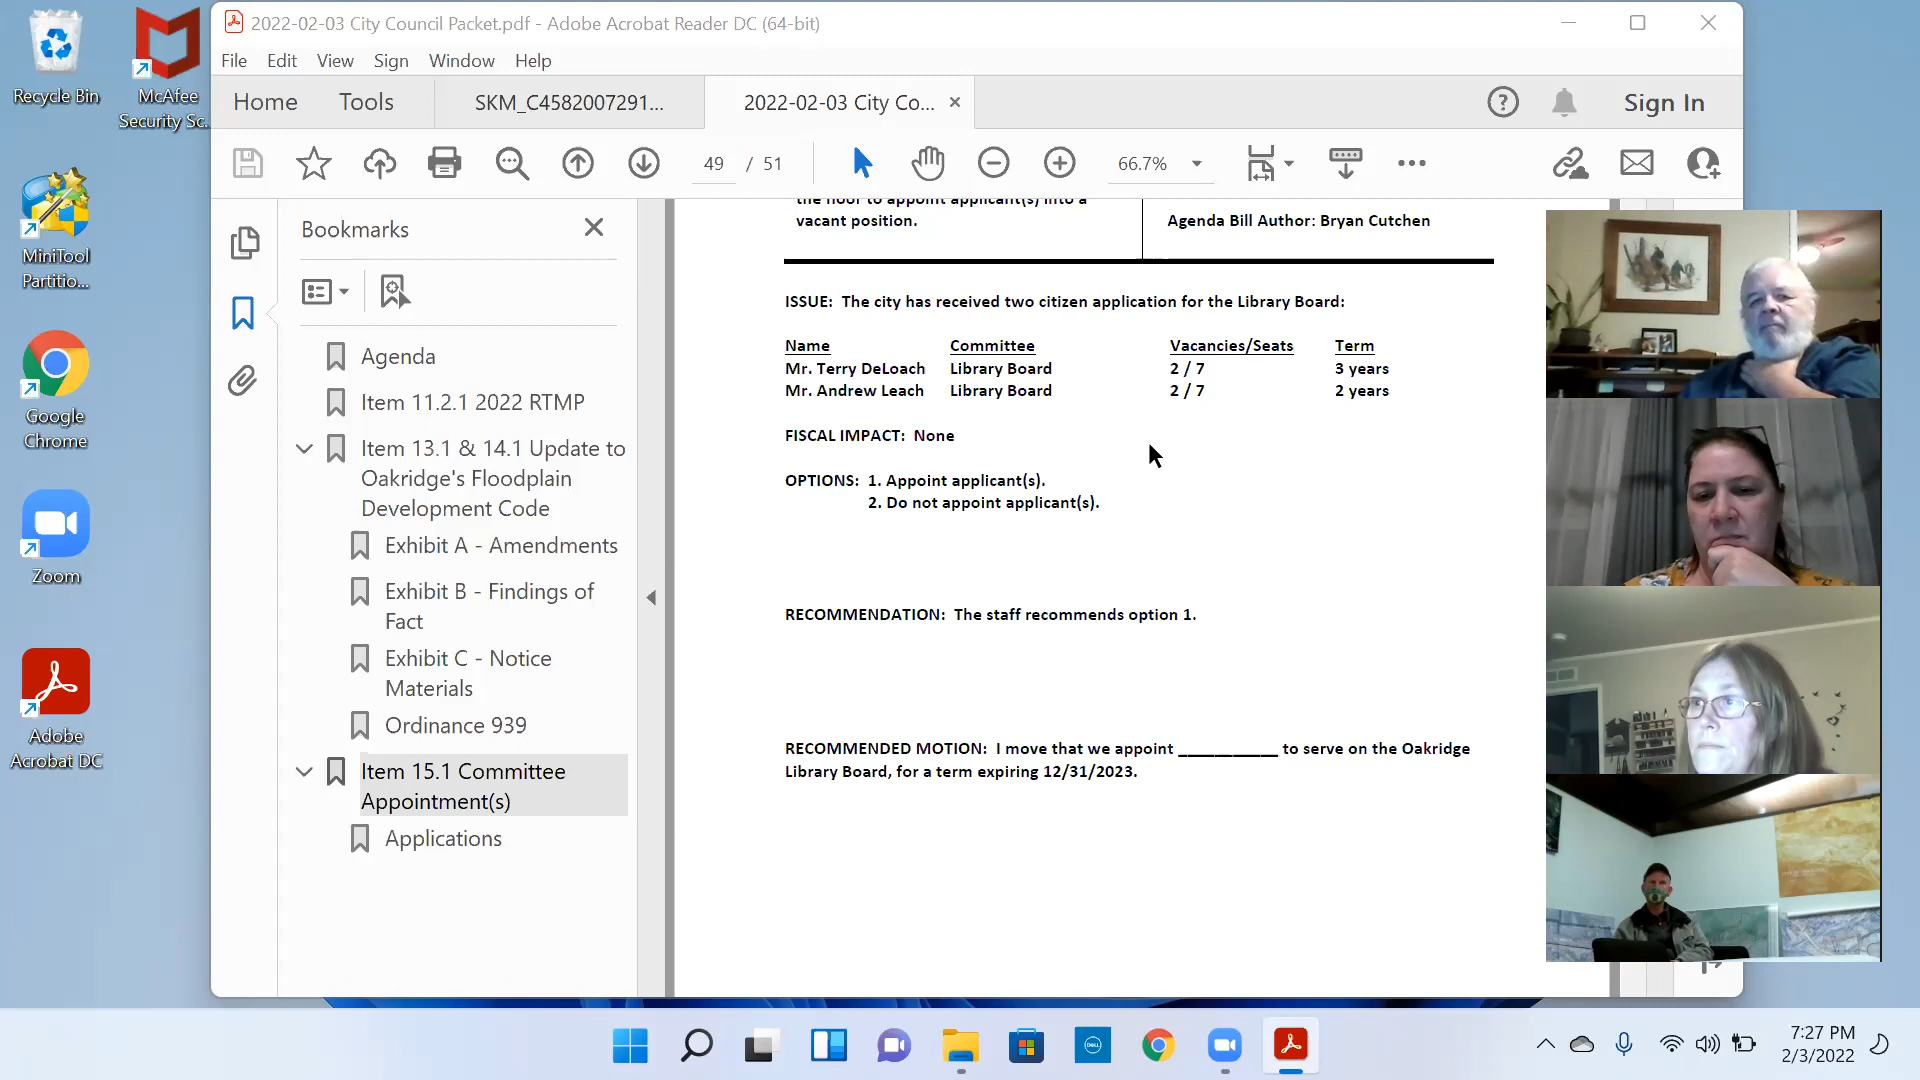 2022-02-03 City Council Packet.pdf - Adobe Acrobat Reader DC (64-bit)
File Edit View Sign Window Help
Home Tools SKM_C4582007291... 2022-02-03 City Co... Sign In
49 / 51 66.7%
Recycle Bin
McAfee
Security Sc...
MiniTool
Partitio...
Google
Chrome
Zoom
Adobe
Acrobat DC
Bookmarks
Agenda
Item 11.2.1 2022 RTMP
Item 13.1 & 14.1 Update to
Oakridge's Floodplain
Development Code
Exhibit A - Amendments
Exhibit B - Findings of
Fact
Exhibit C - Notice
Materials
Ordinance 939
Item 15.1 Committee
Appointment(s)
Applications
the floor to appoint applicant(s) into a
vacant position.
Agenda Bill Author: Bryan Cutchen
ISSUE: The city has received two citizen application for the Library Board:
Name Committee Vacancies/Seats Term
Mr. Terry DeLoach Library Board 2 / 7 3 years
Mr. Andrew Leach Library Board 2 / 7 2 years
FISCAL IMPACT: None
OPTIONS: 1. Appoint applicant(s).
2. Do not appoint applicant(s).
RECOMMENDATION: The staff recommends option 1.
RECOMMENDED MOTION: I move that we appoint ___________ to serve on the Oakridge
Library Board, for a term expiring 12/31/2023.
DELL
7:27 PM
2/3/2022